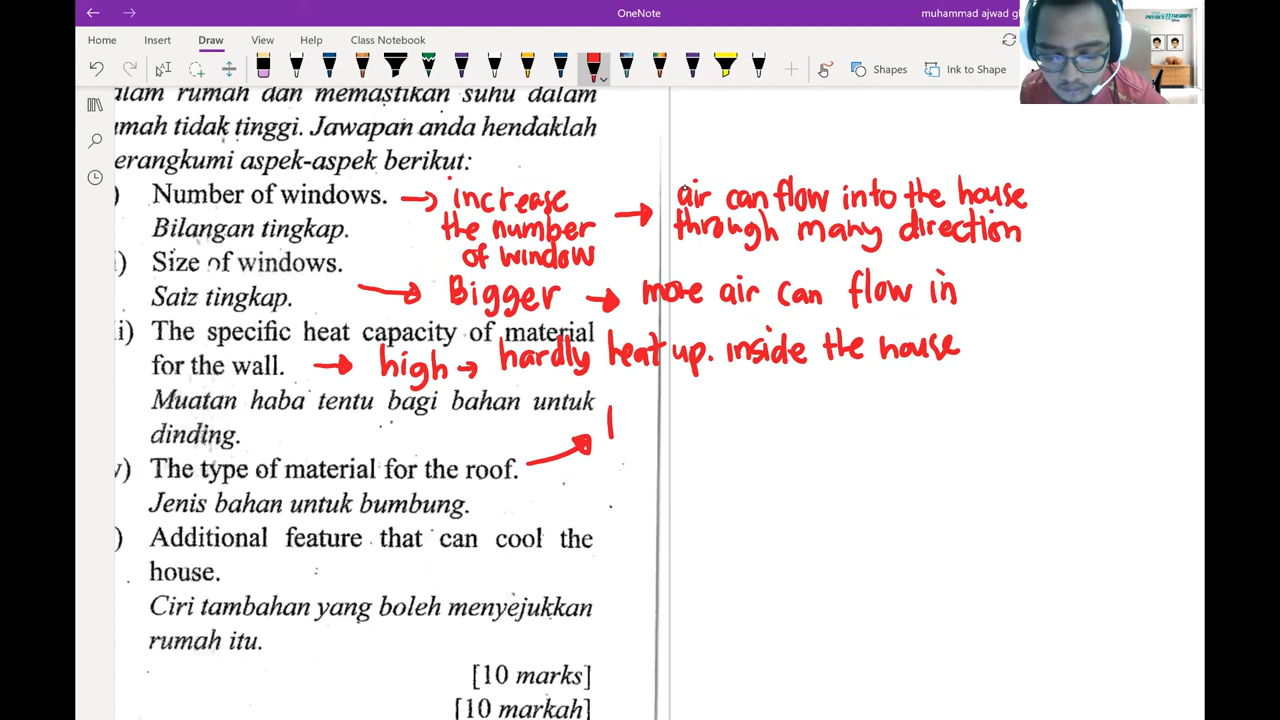 OneNote
muhammad ajwad
Home Insert Draw View Help Class Notebook
Shapes Ink to Shape
alam rumah dan memastikan suhu dalam
umah tidak tinggi. Jawapan anda hendaklah
erangkumi aspek-aspek berikut:
) Number of windows. → increase the number of window → air can flow into the house through many direction
Bilangan tingkap.
i) Size of windows. → Bigger → more air can flow in
Saiz tingkap.
ii) The specific heat capacity of material
for the wall. → high → hardly heat up. inside the house
Muatan haba tentu bagi bahan untuk
dinding.
v) The type of material for the roof. →
Jenis bahan untuk bumbung.
) Additional feature that can cool the
house.
Ciri tambahan yang boleh menyejukkan
rumah itu.
[10 marks]
[10 markah]